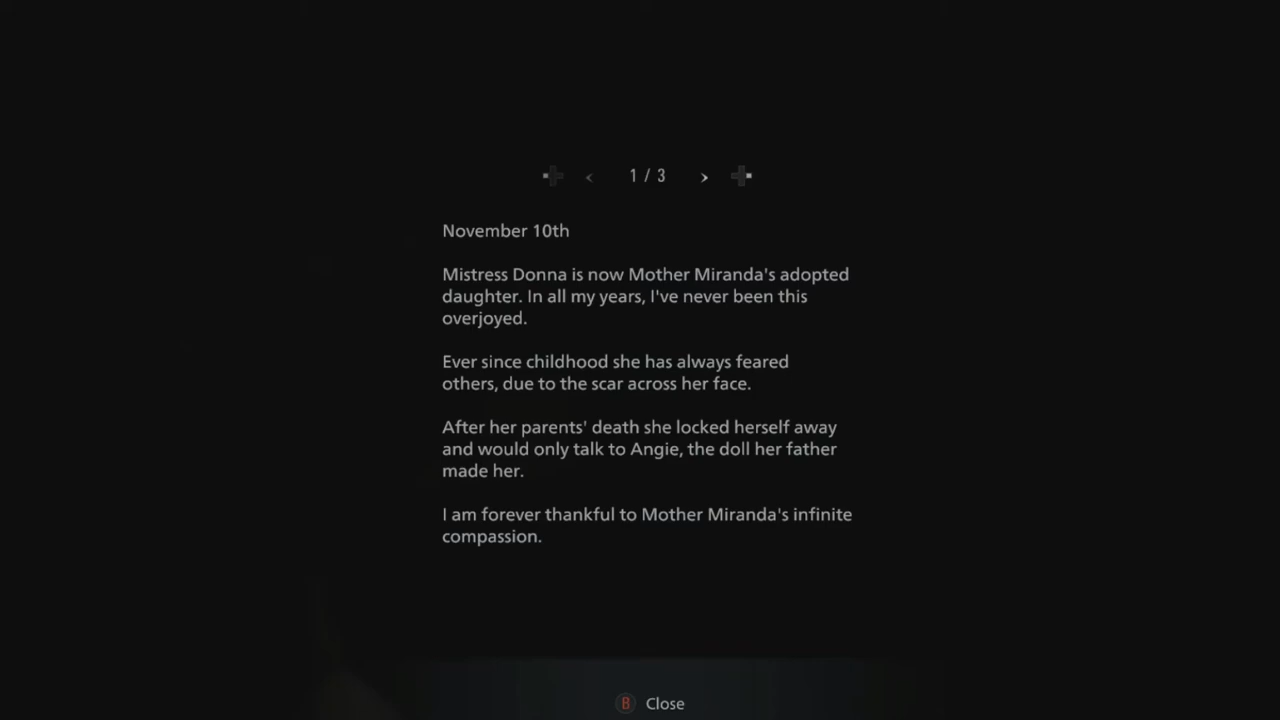 < 1 / 3 >
November 10th
Mistress Donna is now Mother Miranda's adopted
daughter. In all my years, I've never been this
overjoyed.
Ever since childhood she has always feared
others, due to the scar across her face.
After her parents' death she locked herself away
and would only talk to Angie, the doll her father
made her.
I am forever thankful to Mother Miranda's infinite
compassion.
B Close